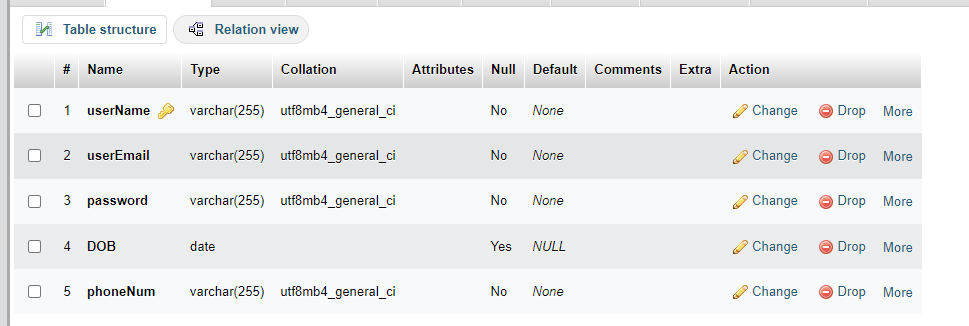 Table structure Relation view
# Name Type Collation Attributes Null Default Comments Extra Action
1 userName varchar(255) utf8mb4_general_ci No None Change Drop More
2 userEmail varchar(255) utf8mb4_general_ci No None Change Drop More
3 password varchar(255) utf8mb4_general_ci No None Change Drop More
4 DOB date Yes NULL Change Drop More
5 phoneNum varchar(255) utf8mb4_general_ci No None Change Drop More